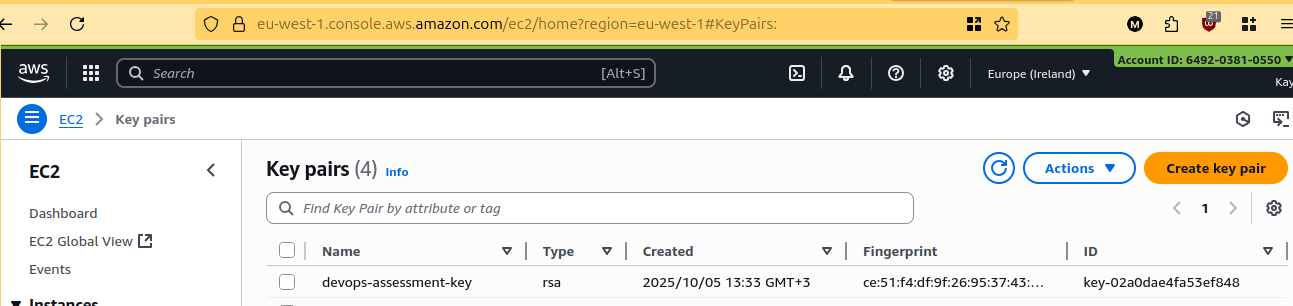 eu-west-1.console.aws.amazon.com/ec2/home?region=eu-west-1#KeyPairs:
M
21
aws
Search
[Alt+S]
Europe (Ireland)
Account ID: 6492-0381-0550
Kay
EC2
Key pairs
EC2
Dashboard
EC2 Global View
Events
Instances
Key pairs (4) Info
Actions
Create key pair
Find Key Pair by attribute or tag
1
Name Type Created Fingerprint ID
devops-assessment-key rsa 2025/10/05 13:33 GMT+3 ce:51:f4:df:9f:26:95:37:43:... key-02a0dae4fa53ef848